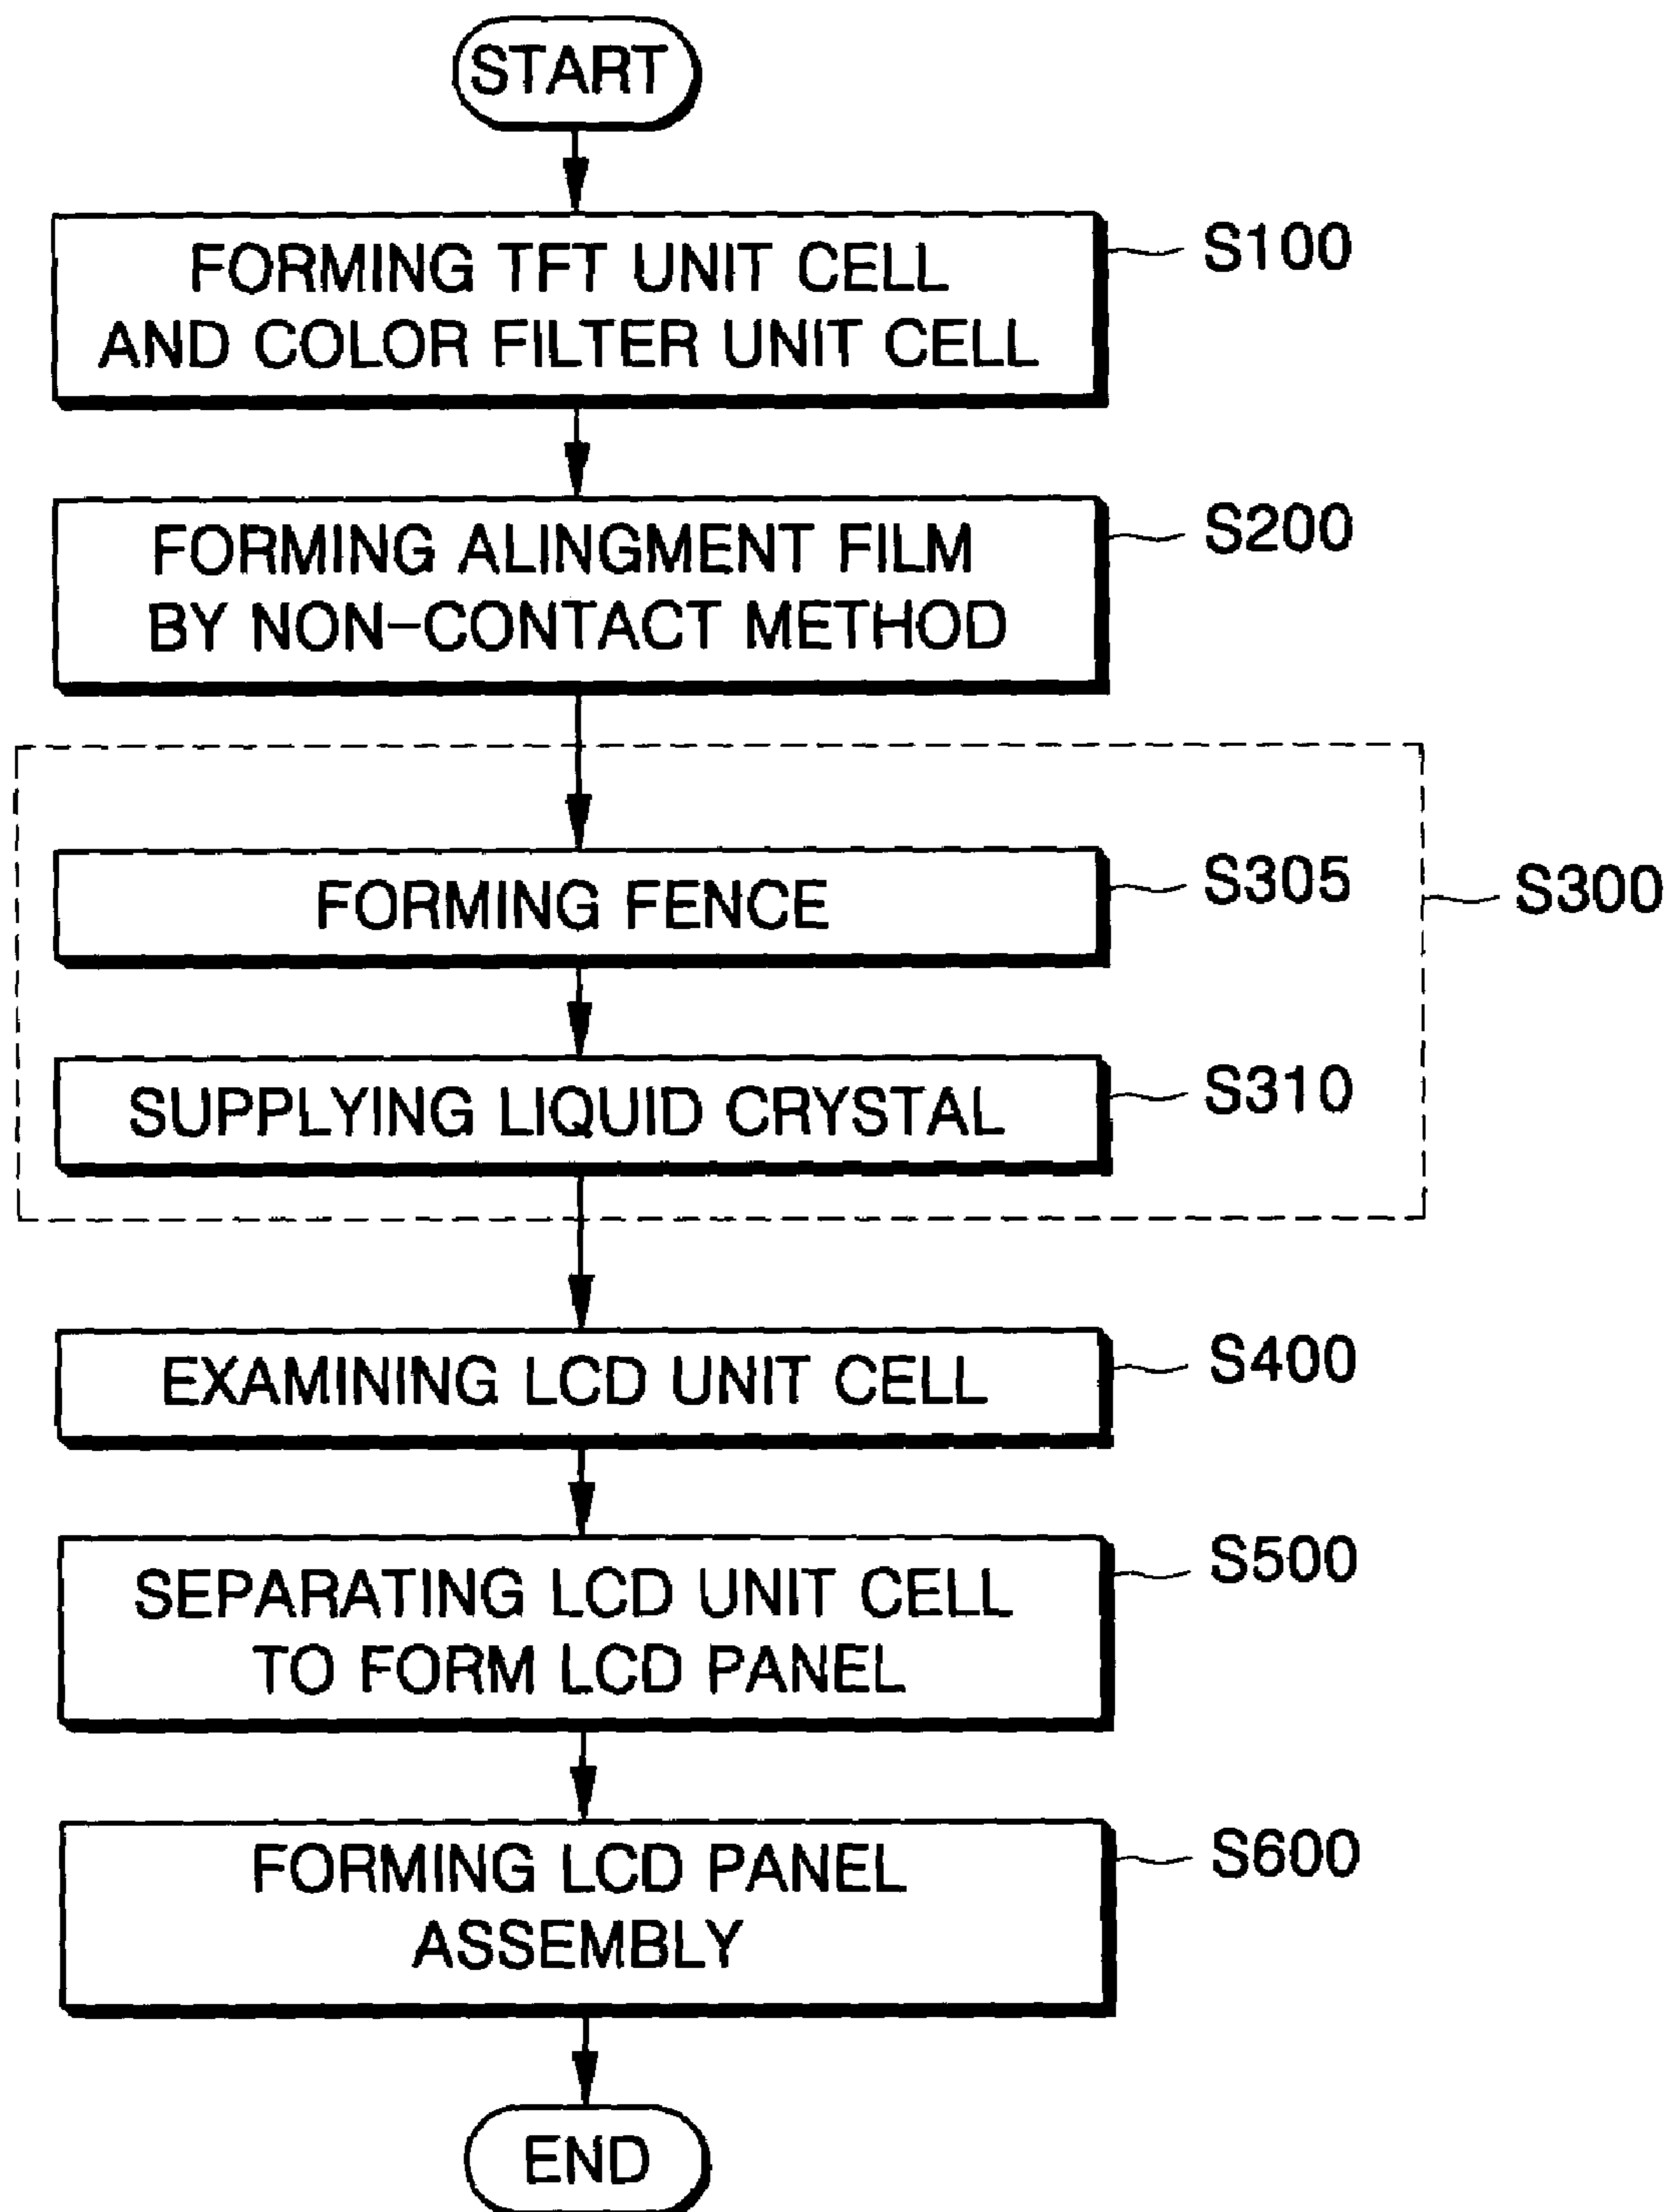 START
FORMING TFT UNIT CELL
AND COLOR FILTER UNIT CELL
S100
FORMING ALINGMENT FILM
BY NON-CONTACT METHOD
S200
FORMING FENCE
S305
S300
SUPPLYING LIQUID CRYSTAL
S310
EXAMINING LCD UNIT CELL
S400
SEPARATING LCD UNIT CELL
TO FORM LCD PANEL
S500
FORMING LCD PANEL
ASSEMBLY
S600
END